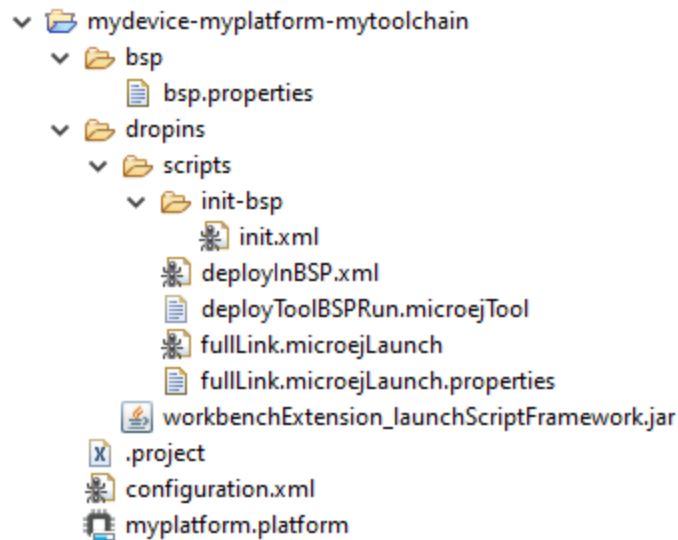 mydevice-myplatform-mytoolchain
bsp
bsp.properties
dropins
scripts
init-bsp
init.xml
deployInBSP.xml
deployToolBSPRun.microejTool
fullLink.microejLaunch
fullLink.microejLaunch.properties
workbenchExtension_launchScriptFramework.jar
.project
configuration.xml
myplatform.platform